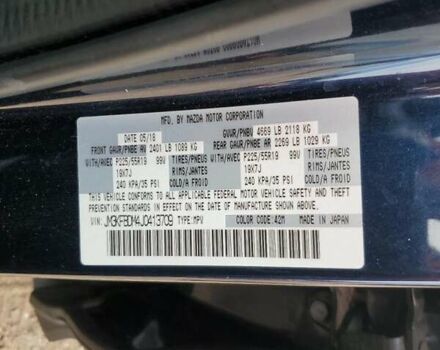 MFD. BY MAZDA MOTOR CORPORATION
DATE 05/18 GVWR/PNBV 4669 LB 2118 KG
FRONT GAWR/PNBE AV 2401 LB 1089 KG REAR GAWR/PNBE AR 2269 LB 1029 KG
WITH/AVEC P225/55R19 99V TIRES/PNEUS WITH/AVEC P225/55R19 99V TIRES/PNEUS
19X7J RIMS/JANTES 19X7J RIMS/JANTES
240 KPA/35 PSI COLD/A FROID 240 KPA/35 PSI COLD/A FROID
THIS VEHICLE CONFORMS TO ALL APPLICABLE FEDERAL MOTOR VEHICLE SAFETY AND
THEFT PREVENTION STANDARDS IN EFFECT ON THE DATE OF MANUFACTURE SHOWN ABOVE.
VIN: JM3KFBDM4J0413709 TYPE: MPV COLOR CODE: 42M MADE IN JAPAN